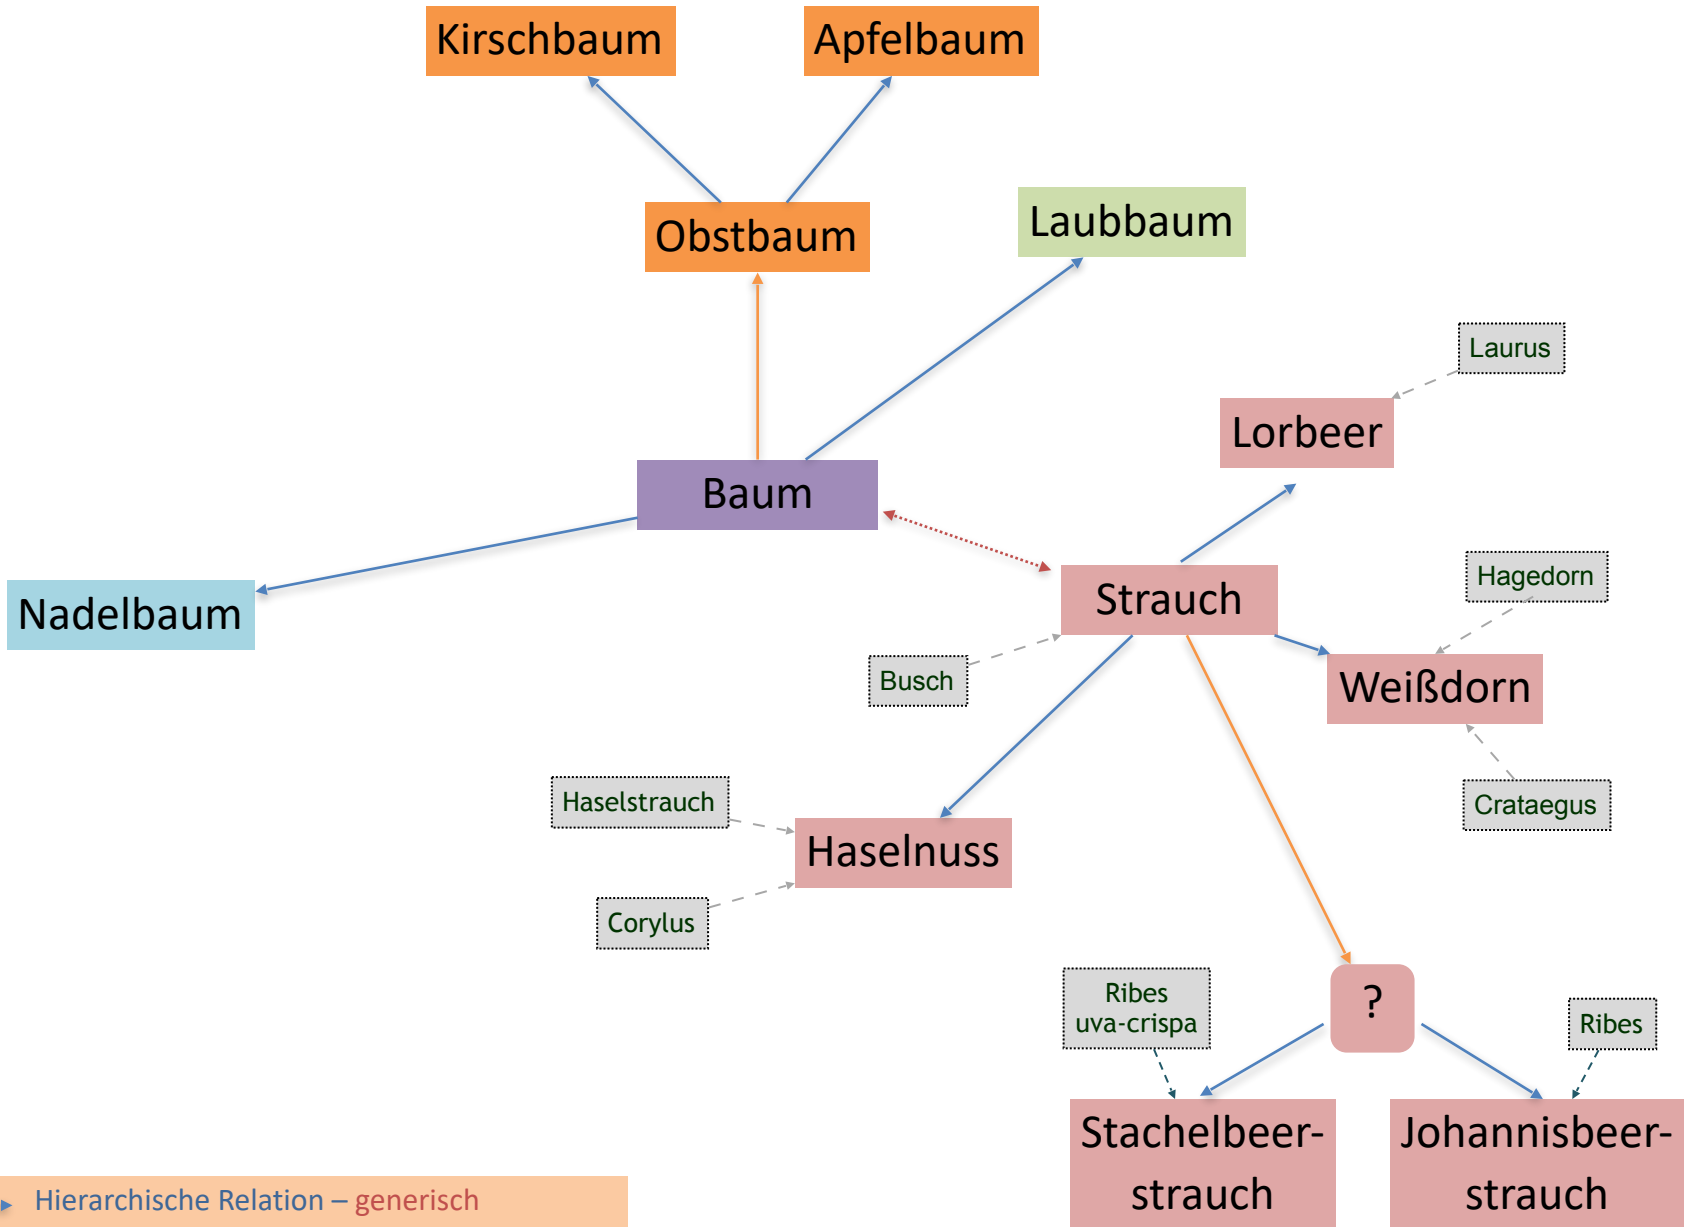 Kirschbaum
Apfelbaum
Obstbaum
Laubbaum
Laurus
Lorbeer
Baum
Hagedorn
Strauch
Nadelbaum
Busch
Weißdorn
Haselstrauch
Crataegus
Haselnuss
Corylus
Ribes
uva-crispa
?
Ribes
Stachelbeer-
strauch
Johannisbeer-
strauch
Hierarchische Relation – generisch